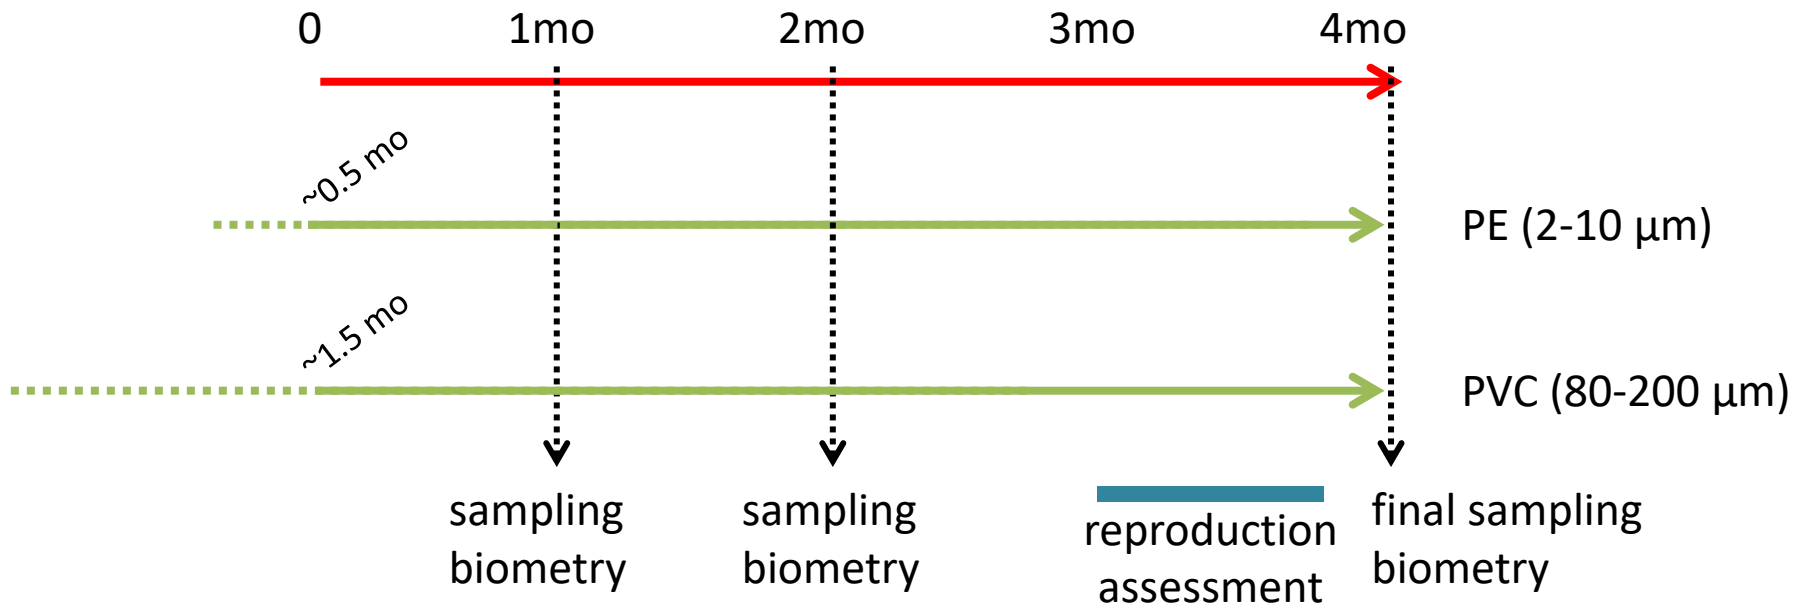 0 1mo 2mo 3mo 4mo
~0.5 mo
PE (2-10 µm)
~1.5 mo
PVC (80-200 µm)
sampling
biometry
sampling
biometry
reproduction
assessment
final sampling
biometry